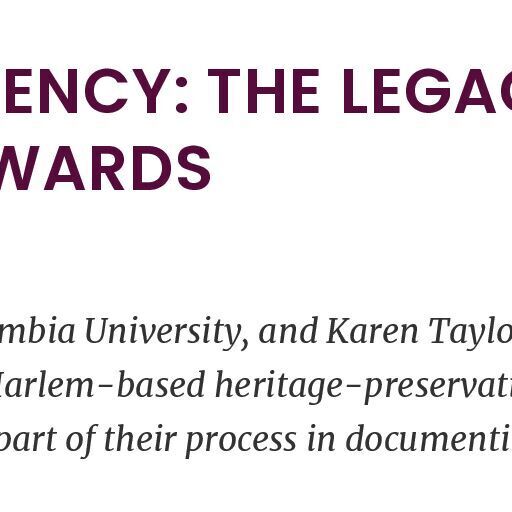 ENCY: THE LEGAC
WARDS
mbia University, and Karen Taylo
Harlem-based heritage-preservati
part of their process in documenti